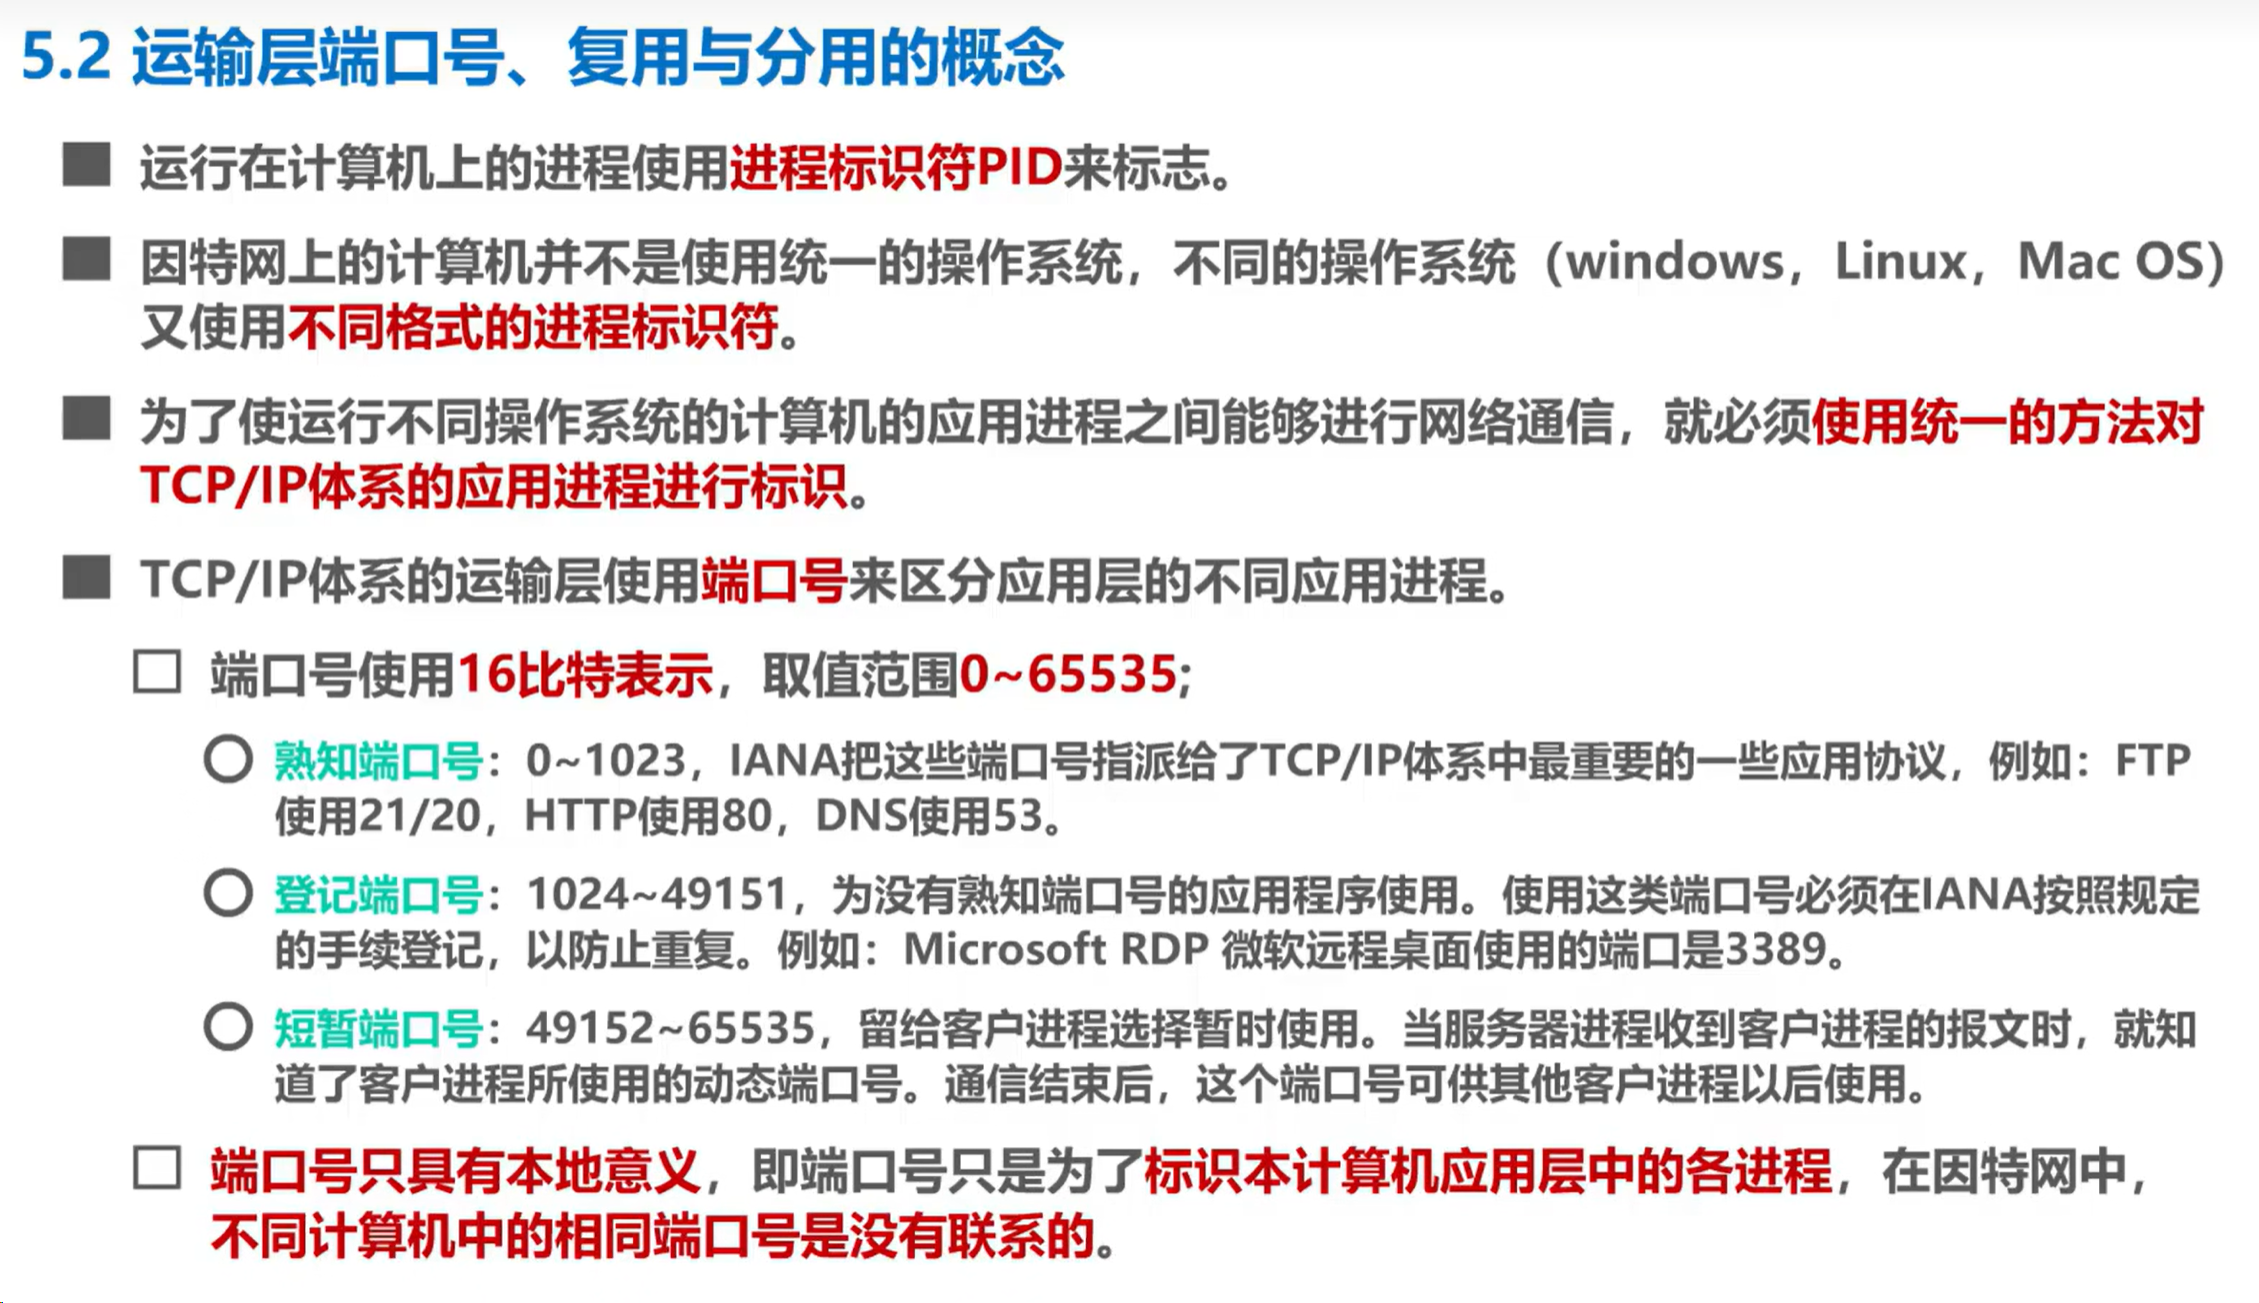 5.2 运输层端口号、复用与分用的概念
运行在计算机上的进程使用进程标识符PID来标志。
因特网上的计算机并不是使用统一的操作系统，不同的操作系统（windows，Linux，Mac OS）
又使用不同格式的进程标识符。
为了使运行不同操作系统的计算机的应用进程之间能够进行网络通信，就必须使用统一的方法对
TCP/IP体系的应用进程进行标识。
TCP/IP体系的运输层使用端口号来区分应用层的不同应用进程。
端口号使用16比特表示，取值范围0~65535;
熟知端口号：0~1023，IANA把这些端口号指派给了TCP/IP体系中最重要的一些应用协议，例如：FTP
使用21/20，HTTP使用80，DNS使用53。
登记端口号：1024~49151，为没有熟知端口号的应用程序使用。使用这类端口号必须在IANA按照规定
的手续登记，以防止重复。例如：Microsoft RDP 微软远程桌面使用的端口是3389。
短暂端口号：49152~65535，留给客户进程选择暂时使用。当服务器进程收到客户进程的报文时，就知
道了客户进程所使用的动态端口号。通信结束后，这个端口号可供其他客户进程以后使用。
端口号只具有本地意义，即端口号只是为了标识本计算机应用层中的各进程，在因特网中，
不同计算机中的相同端口号是没有联系的。